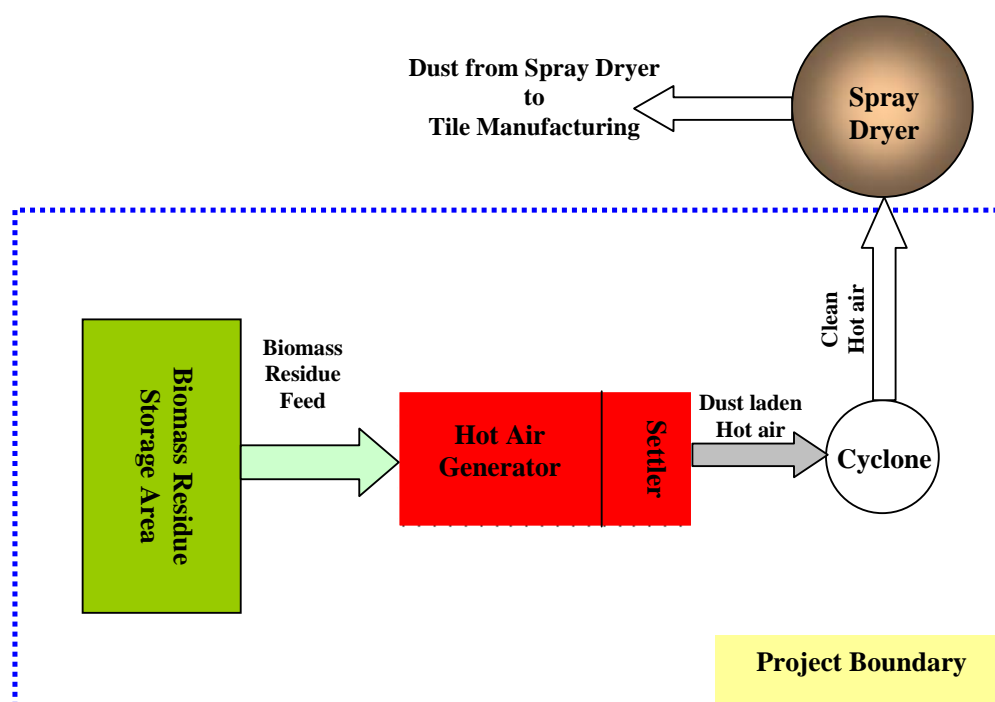 Dust from Spray Dryer
to
Tile Manufacturing
Spray
Dryer
Clean
Hot air
Biomass
Residue
Feed
Biomass Residue
Storage Area
Hot Air
Generator
Settler
Dust laden
Hot air
Cyclone
Project Boundary